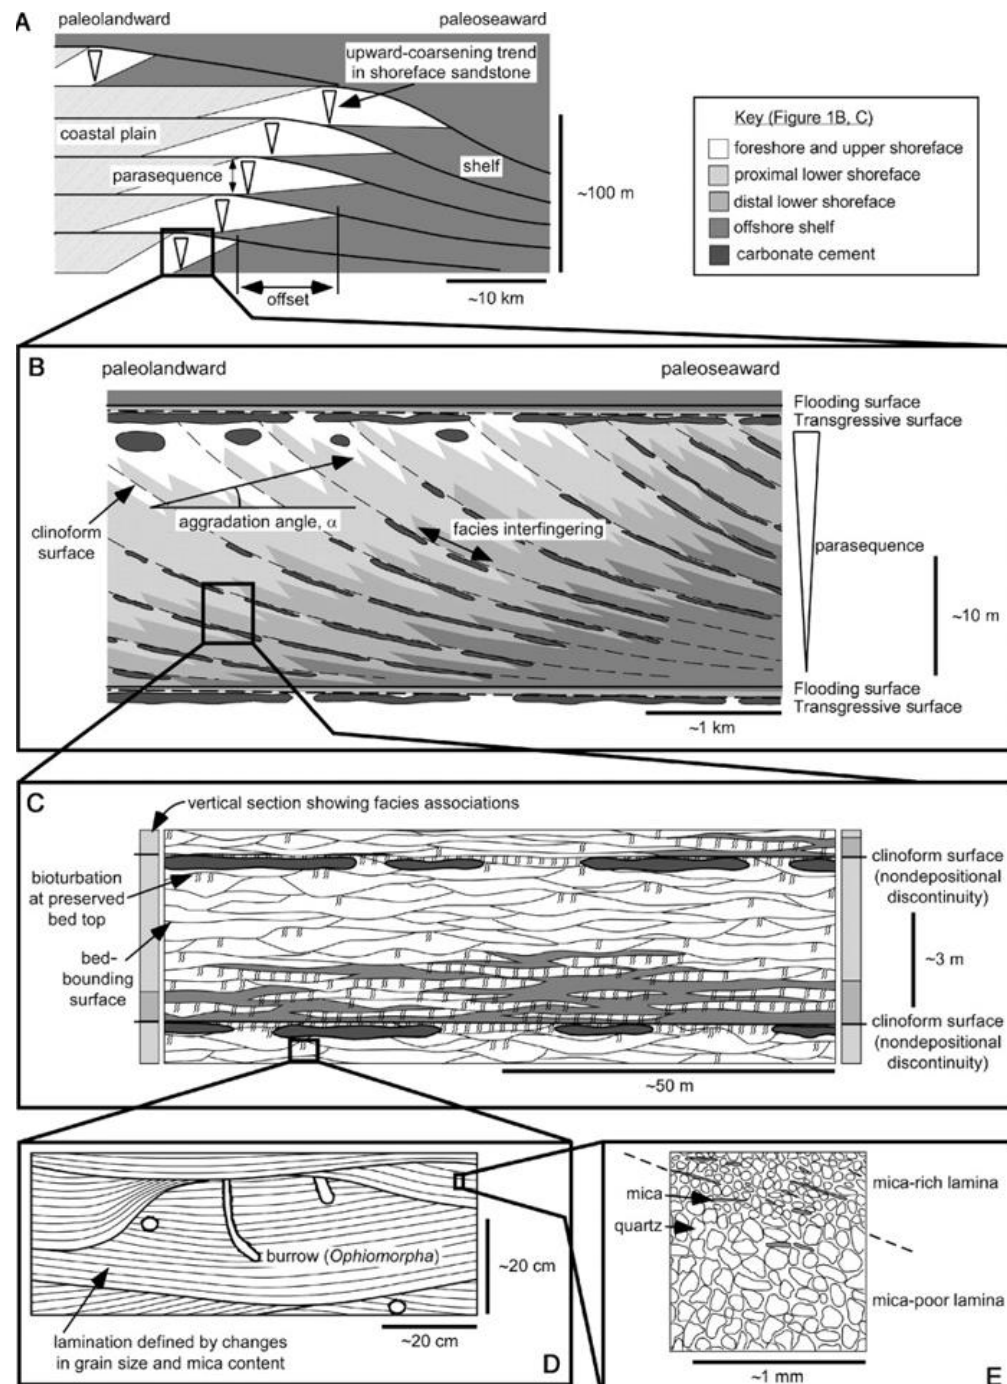 A
paleolandward
paleoseaward
upward-coarsening trend
in shoreface sandstone
coastal plain
parasequence
shelf
~100 m
offset
~10 km
Key (Figure 1B, C)
foreshore and upper shoreface
proximal lower shoreface
distal lower shoreface
offshore shelf
carbonate cement
B
paleolandward
paleoseaward
Flooding surface
Transgressive surface
clinoform
surface
aggradation angle, α
facies interfingering
parasequence
~10 m
Flooding surface
Transgressive surface
~1 km
C
vertical section showing facies associations
bioturbation
at preserved
bed top
bed-
bounding
surface
clinoform surface
(nondepositional
discontinuity)
~3 m
clinoform surface
(nondepositional
discontinuity)
~50 m
burrow (Ophiomorpha)
~20 cm
lamination defined by changes
in grain size and mica content
~20 cm
D
mica
quartz
mica-rich lamina
mica-poor lamina
~1 mm
E